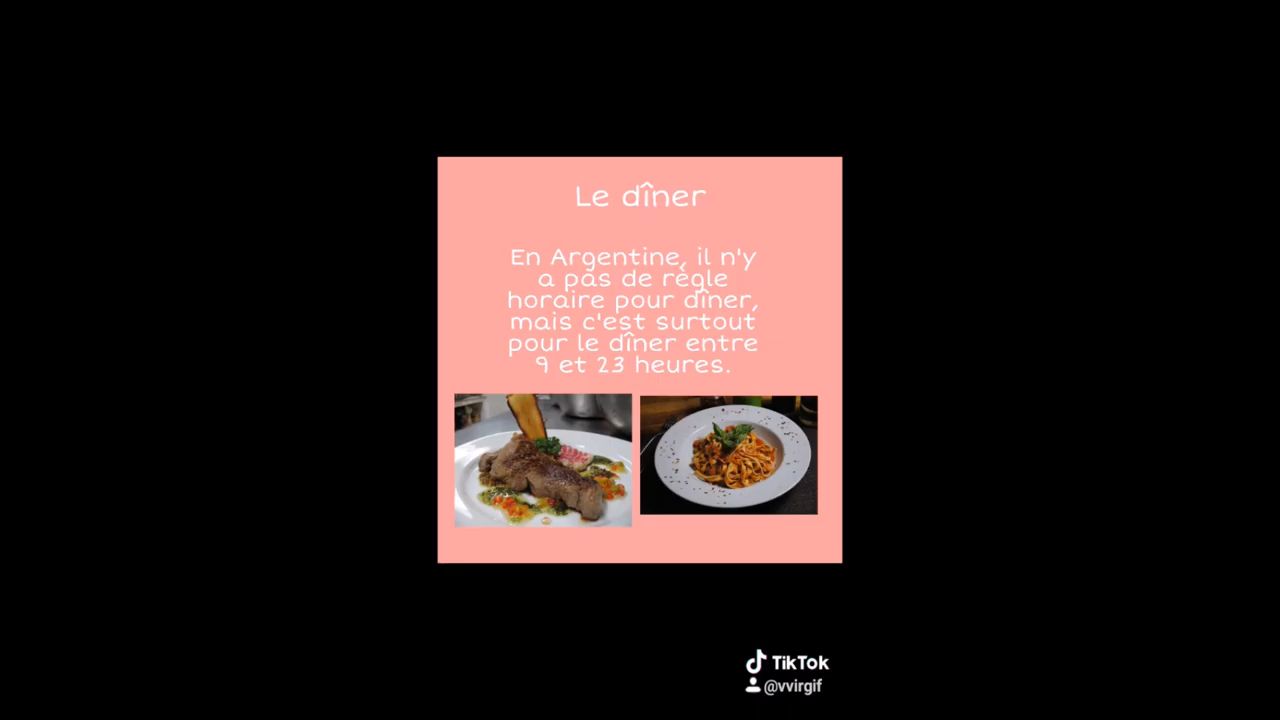 Le dîner
En Argentine, il n'y
a pas de règle
horaire pour dîner,
mais c'est surtout
pour le dîner entre
9 et 23 heures.
TikTok
@vvirgif